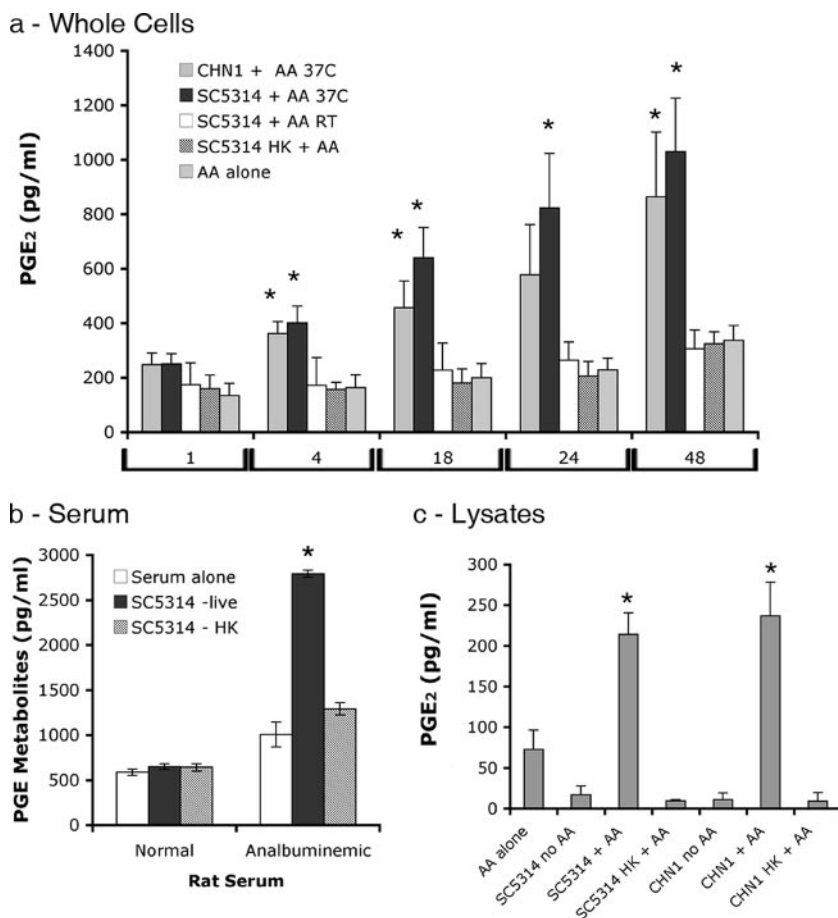 a - Whole Cells
1400
1200
1000
800
600
400
200
0
PGE2 (pg/ml)
CHN1 + AA 37C
SC5314 + AA 37C
SC5314 + AA RT
SC5314 HK + AA
AA alone
* * * * * * *
1 4 18 24 48
b - Serum
3000
2500
2000
1500
1000
500
0
PGE Metabolites (pg/ml)
Serum alone
SC5314 -live
SC5314 - HK
*
Normal Analbuminemic
Rat Serum
c - Lysates
300
250
200
150
100
50
0
PGE2 (pg/ml)
* *
AA alone
SC5314 no AA
SC5314 + AA
SC5314 HK + AA
CHN1 no AA
CHN1 + AA
CHN1 HK + AA